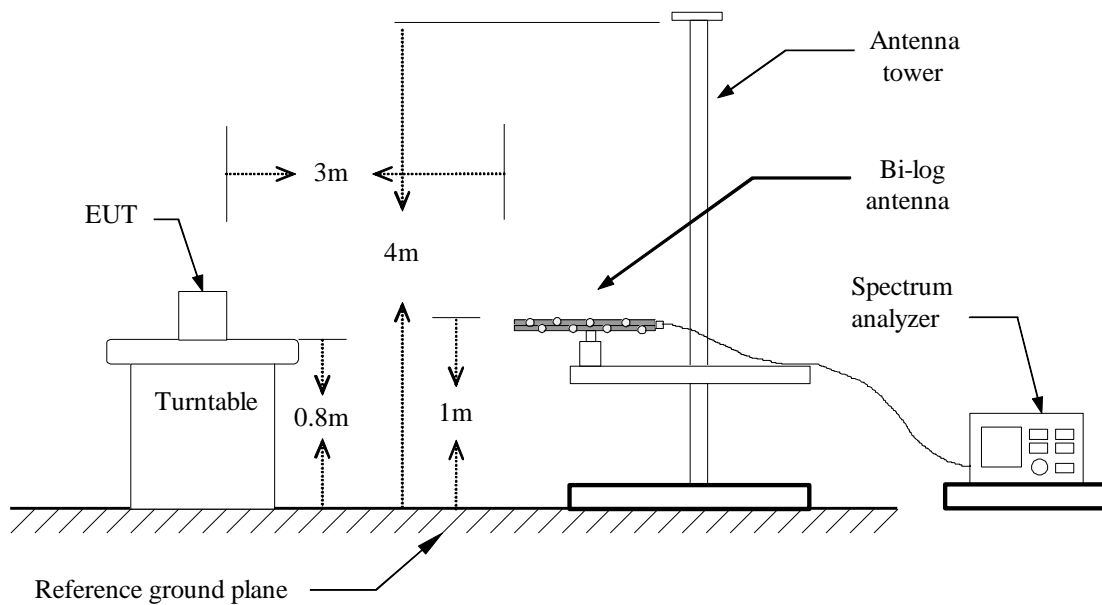 Antenna
tower
3m
Bi-log
antenna
EUT
4m
Spectrum
analyzer
Turntable
0.8m
1m
Reference ground plane